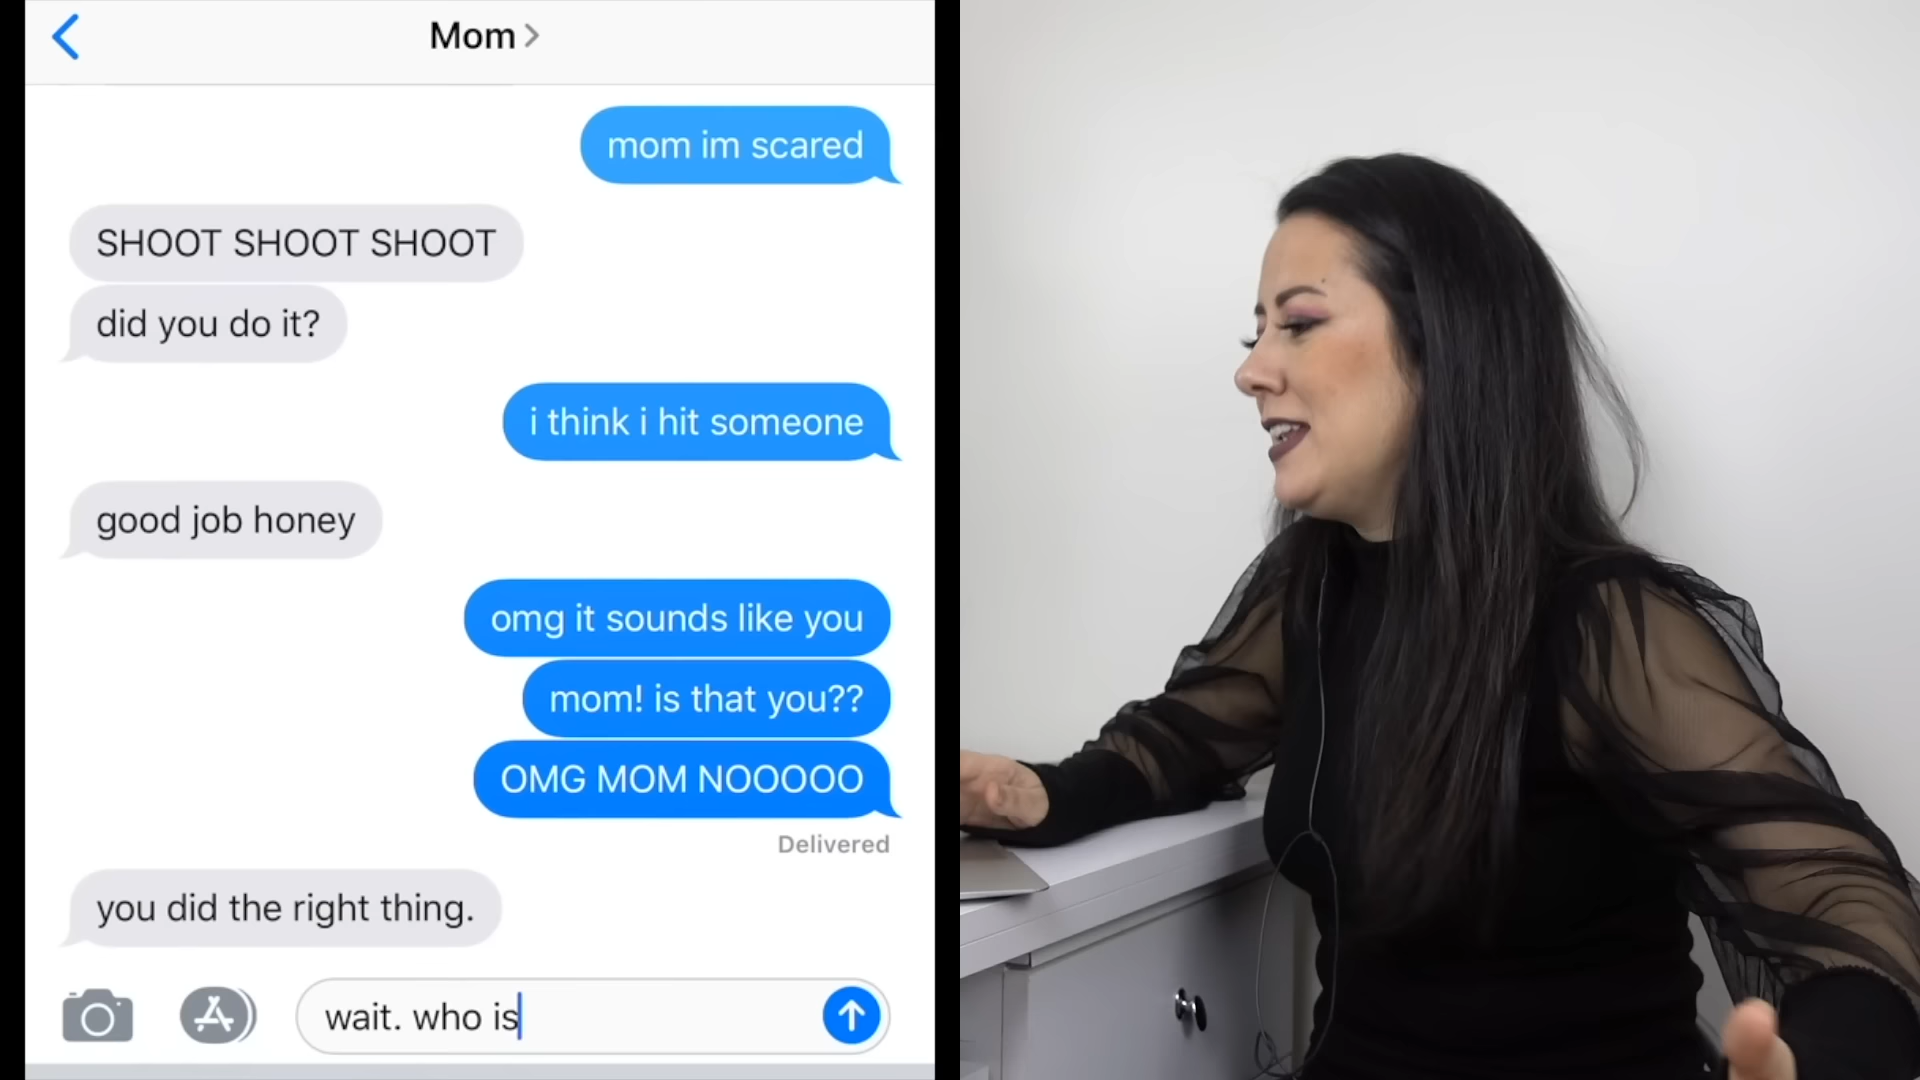 Mom
mom im scared
SHOOT SHOOT SHOOT
did you do it?
i think i hit someone
good job honey
omg it sounds like you
mom! is that you??
OMG MOM NOOOOO
Delivered
you did the right thing.
wait. who is